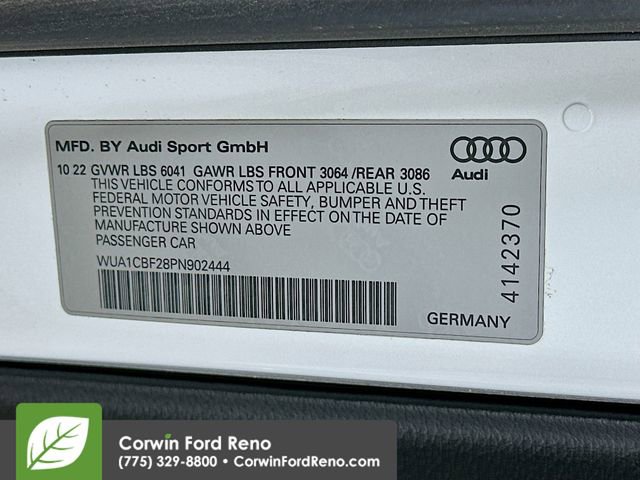 MFD. BY Audi Sport GmbH
10 22 GVWR LBS 6041 GAWR LBS FRONT 3064 /REAR 3086
THIS VEHICLE CONFORMS TO ALL APPLICABLE U.S.
FEDERAL MOTOR VEHICLE SAFETY, BUMPER AND THEFT
PREVENTION STANDARDS IN EFFECT ON THE DATE OF
MANUFACTURE SHOWN ABOVE
PASSENGER CAR
WUA1CBF28PN902444
Audi
4142370
GERMANY
Corwin Ford Reno
(775) 329-8800 • CorwinFordReno.com